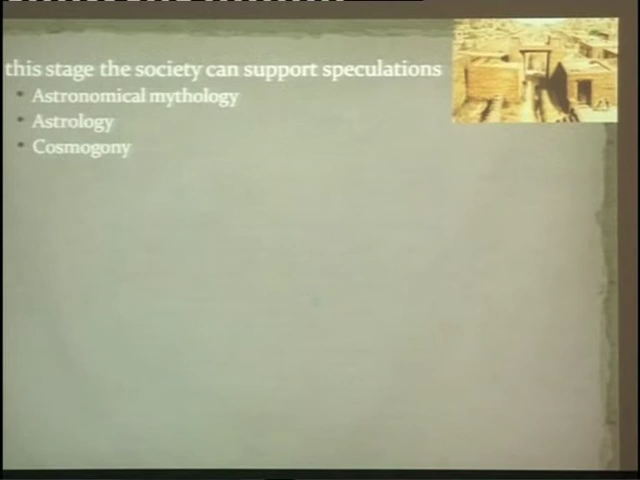 this stage the society can support speculations
Astronomical mythology
Astrology
Cosmogony